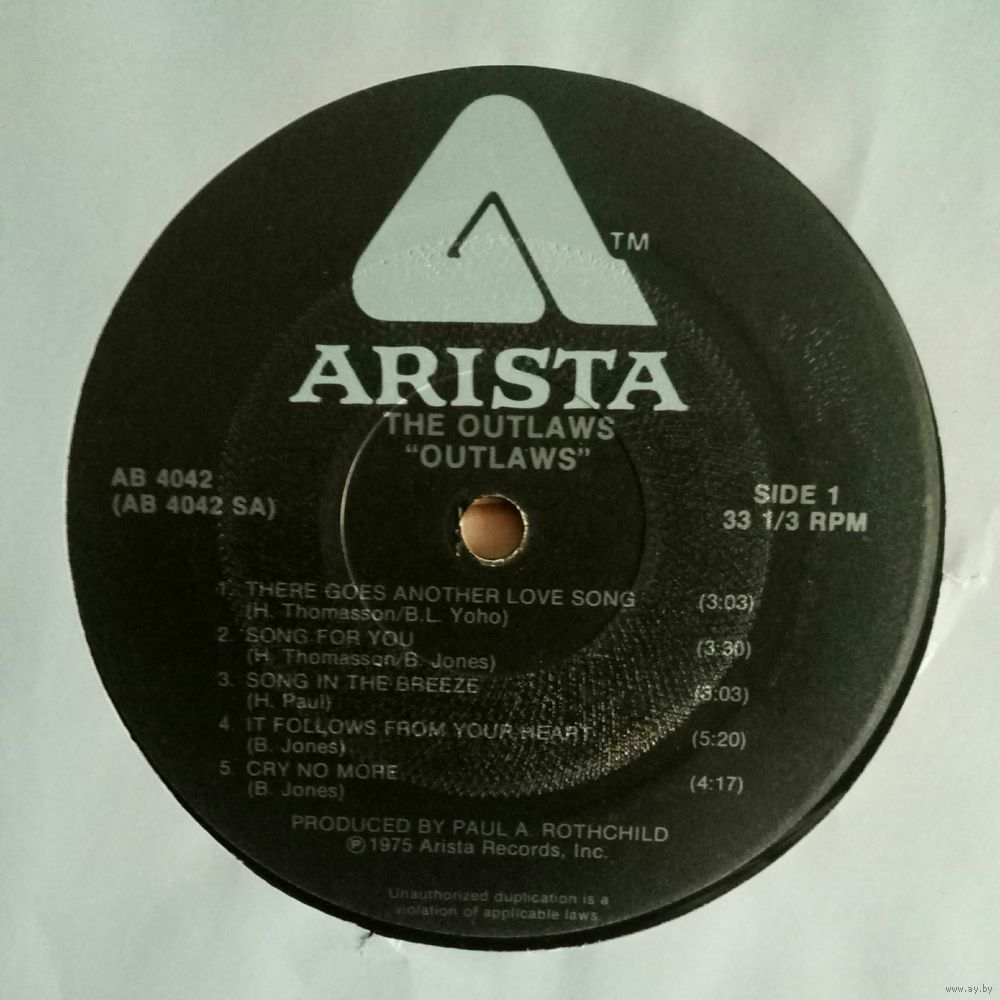 TM
ARISTA
THE OUTLAWS
"OUTLAWS"
AB 4042
(AB 4042 SA)
SIDE 1
33 1/3 RPM
1. THERE GOES ANOTHER LOVE SONG (3:03)
(H. Thomasson/B.L. Yoho)
2. SONG FOR YOU (3:30)
(H. Thomasson/B. Jones)
3. SONG IN THE BREEZE (3:03)
(H. Paul)
4. IT FOLLOWS FROM YOUR HEART (5:20)
(B. Jones)
5. CRY NO MORE (4:17)
(B. Jones)
PRODUCED BY PAUL A. ROTHCHILD
℗1975 Arista Records, Inc.
Unauthorized duplication is a
violation of applicable laws.
www.ay.by